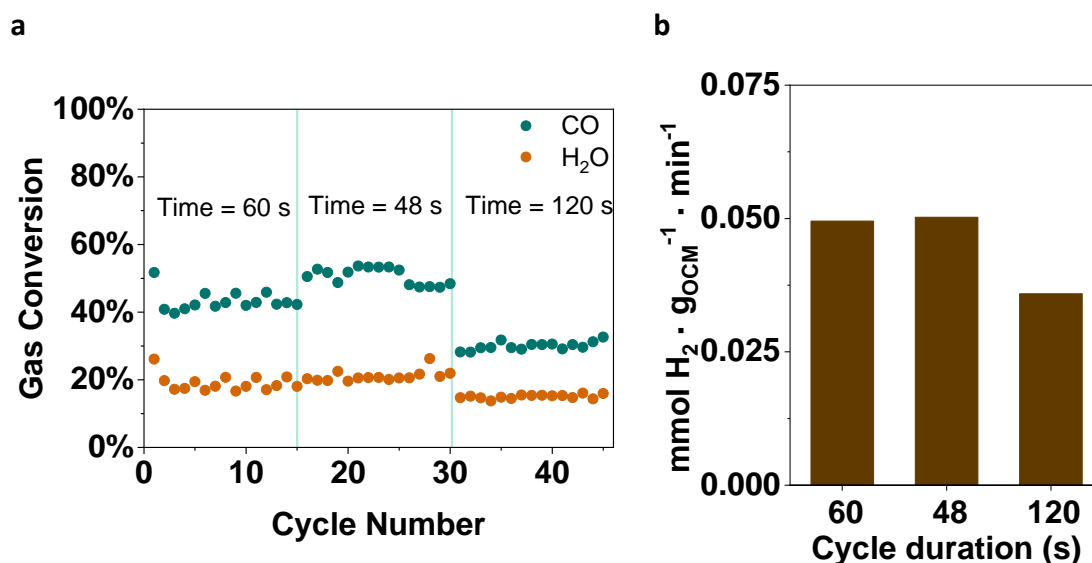 a
100%
80%
60%
40%
20%
0%
Gas Conversion
CO
H₂O
Time = 60 s
Time = 48 s
Time = 120 s
0
10
20
30
40
Cycle Number
b
0.075
0.050
0.025
0.000
mmol H₂ · gOCM⁻¹ · min⁻¹
60
48
120
Cycle duration (s)